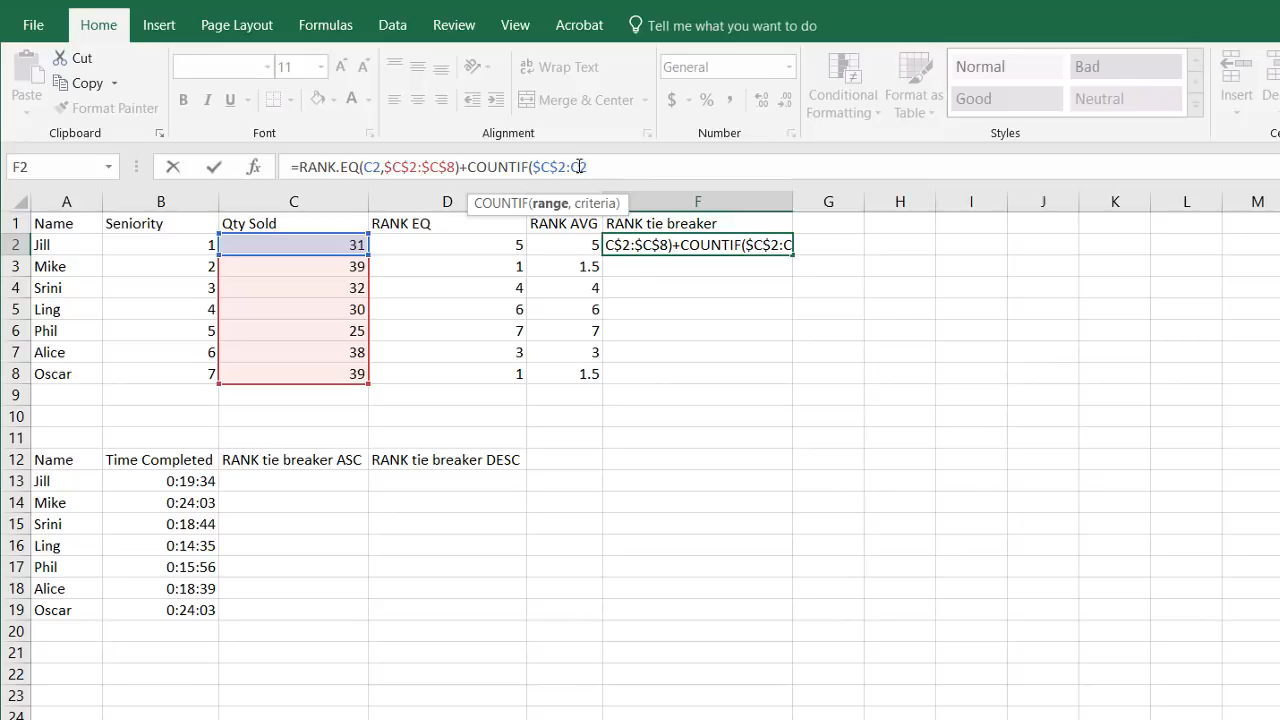 File Home Insert Page Layout Formulas Data Review View Acrobat Tell me what you want to do
Paste Cut Copy Format Painter
11 A A B I U A
ab Wrap Text
Merge & Center
General
$ % ,
Conditional Formatting
Format as Table
Normal Bad
Good Neutral
Insert
Clipboard Font Alignment Number Styles
F2 fx =RANK.EQ(C2,$C$2:$C$8)+COUNTIF($C$2:C2
COUNTIF(range, criteria)
A B C D E F G H I J K L M
1 Name Seniority Qty Sold RANK EQ RANK AVG RANK tie breaker
2 Jill 1 31 5 5 C$2:$C$8)+COUNTIF($C$2:C
3 Mike 2 39 1 1.5
4 Srini 3 32 4 4
5 Ling 4 30 6 6
6 Phil 5 25 7 7
7 Alice 6 38 3 3
8 Oscar 7 39 1 1.5
9
10
11
12 Name Time Completed RANK tie breaker ASC RANK tie breaker DESC
13 Jill 0:19:34
14 Mike 0:24:03
15 Srini 0:18:44
16 Ling 0:14:35
17 Phil 0:15:56
18 Alice 0:18:39
19 Oscar 0:24:03
20
21
22
23
24